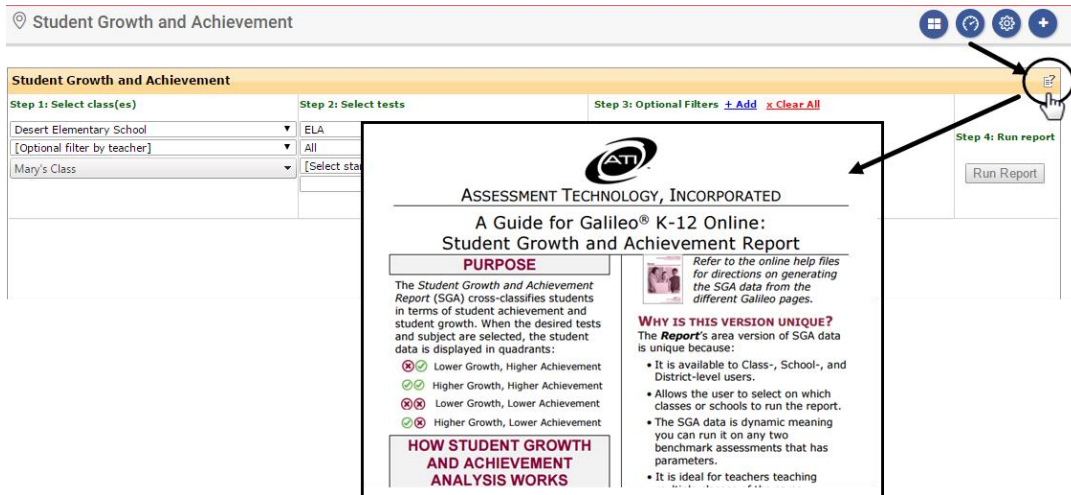 Student Growth and Achievement
Student Growth and Achievement
Step 1: Select class(es)
Step 2: Select tests
Step 3: Optional Filters + Add x Clear All
Desert Elementary School
[Optional filter by teacher]
Mary's Class
ELA
All
[Select
Step 4: Run report
Run Report
ATI
ASSESSMENT TECHNOLOGY, INCORPORATED
A Guide for Galileo® K-12 Online:
Student Growth and Achievement Report
PURPOSE
The Student Growth and Achievement
Report (SGA) cross-classifies students
in terms of student achievement and
student growth. When the desired tests
and subject are selected, the student
data is displayed in quadrants:
Lower Growth, Higher Achievement
Higher Growth, Higher Achievement
Lower Growth, Lower Achievement
Higher Growth, Lower Achievement
HOW STUDENT GROWTH
AND ACHIEVEMENT
ANALYSIS WORKS
Refer to the online help files
for directions on generating
the SGA data from the
different Galileo pages.
WHY IS THIS VERSION UNIQUE?
The Report's area version of SGA data
is unique because:
• It is available to Class-, School-, and
District-level users.
• Allows the user to select on which
classes or schools to run the report.
• The SGA data is dynamic meaning
you can run it on any two
benchmark assessments that has
parameters.
• It is ideal for teachers teaching